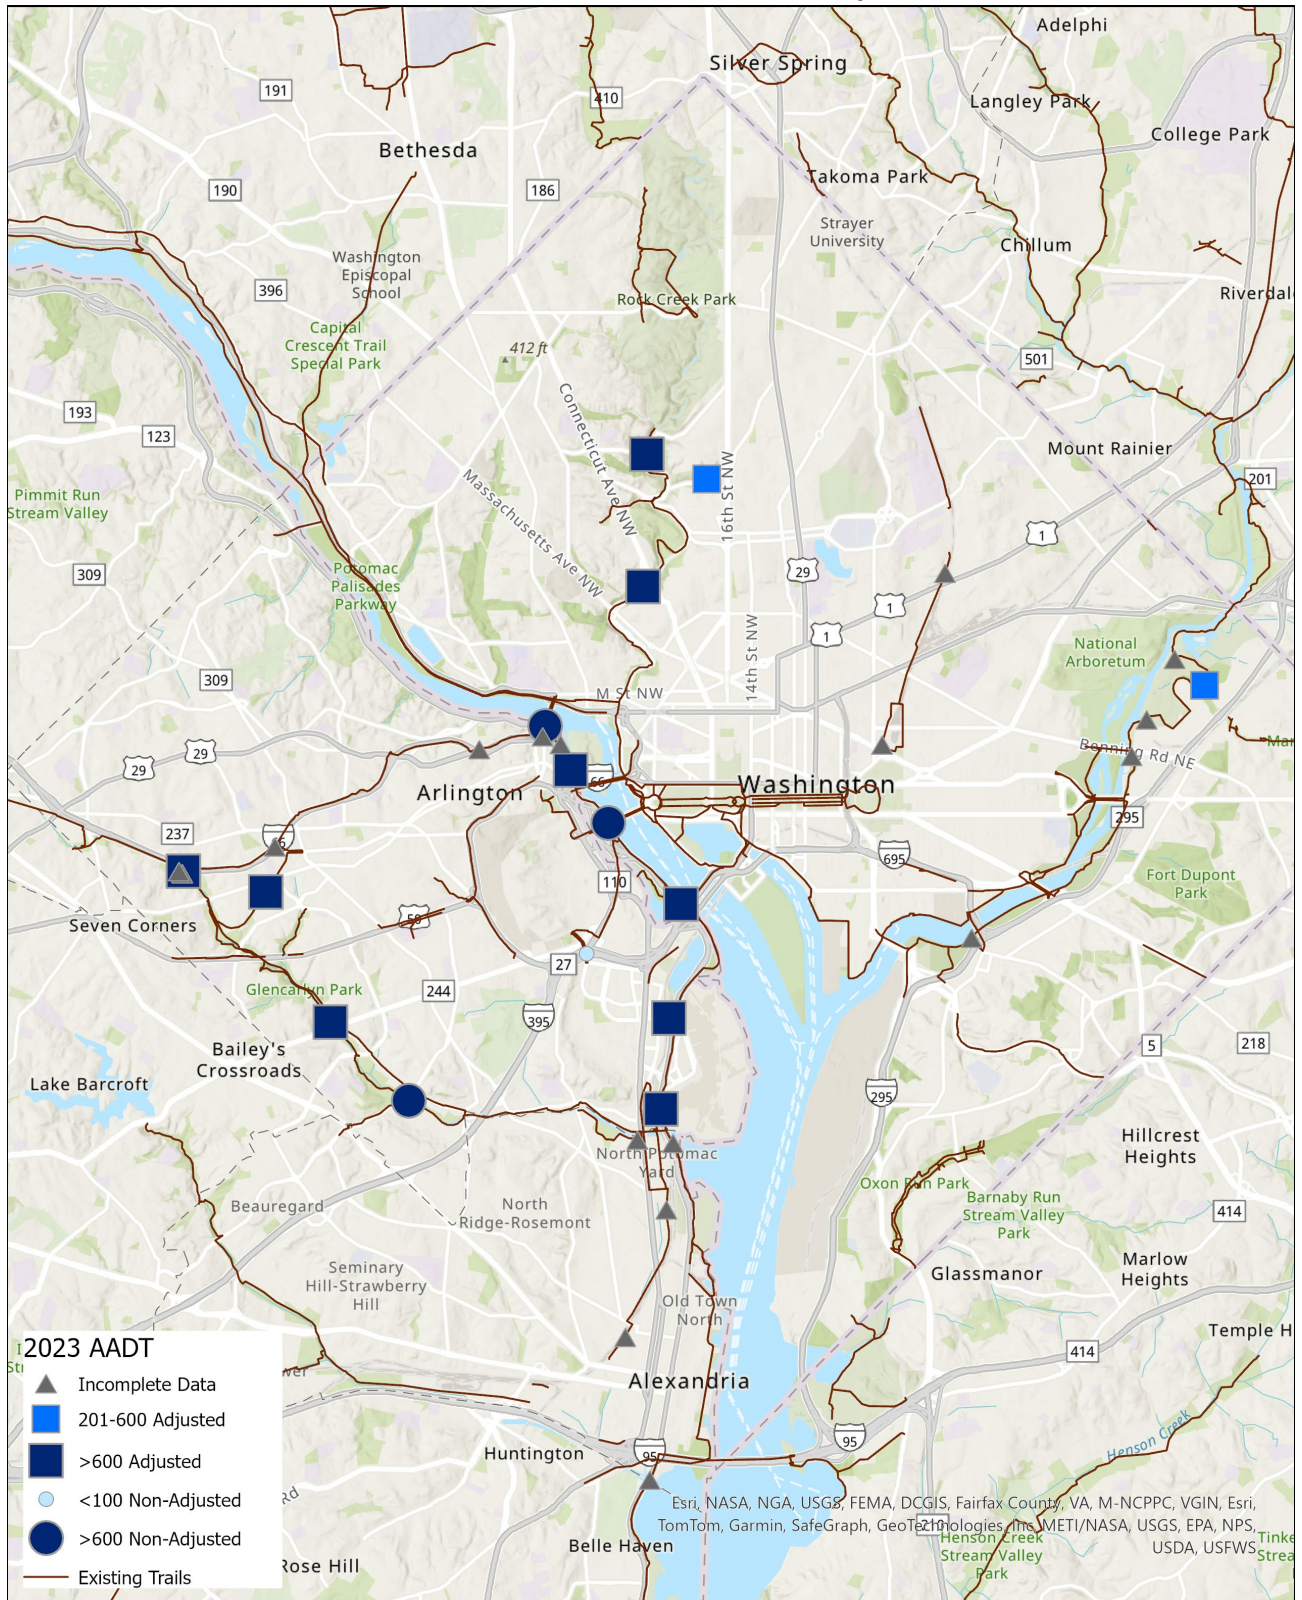 Adelphi
Silver Spring
191
410
Langley Park
College Park
Bethesda
190
186
Takoma Park
Strayer
University
Chillum
Washington
Episcopal
School
396
Rock Creek Park
Riverdal
Capital
Crescent Trail
Special Park
412 ft
501
193
123
Connecticut Ave NW
Mount Rainier
Massachusetts Ave NW
16th St NW
201
Pimmit Run
Stream Valley
1
309
29
Potomac
Palisades
Parkway
1
1
14th St NW
National
Arboretum
309
M St NW
29
29
Benning Rd NE
Mar
66
Washington
Arlington
237
295
695
110
Fort Dupont
Park
Seven Corners
50
27
Glencarlyn Park
244
395
5
218
Bailey's
Crossroads
Lake Barcroft
295
Hillcrest
Heights
North Potomac
Yard
Oxon Run Park
Barnaby Run
Stream Valley
Park
Beauregard
North
Ridge-Rosemont
414
Marlow
Heights
Glassmanor
Seminary
Hill-Strawberry
Hill
Old Town
North
Temple H
414
Alexandria
2023 AADT
Incomplete Data
201-600 Adjusted
>600 Adjusted
<100 Non-Adjusted
>600 Non-Adjusted
Existing Trails
Huntington
95
95
Henson Creek
Rd
Esri, NASA, NGA, USGS, FEMA, DCGIS, Fairfax County, VA, M-NCPPC, VGIN, Esri,
TomTom, Garmin, SafeGraph, GeoTechnologies, Inc, METI/NASA, USGS, EPA, NPS,
USDA, USFWS
210
Belle Haven
Rose Hill
Henson Creek
Stream Valley
Park
Tinke
Strea